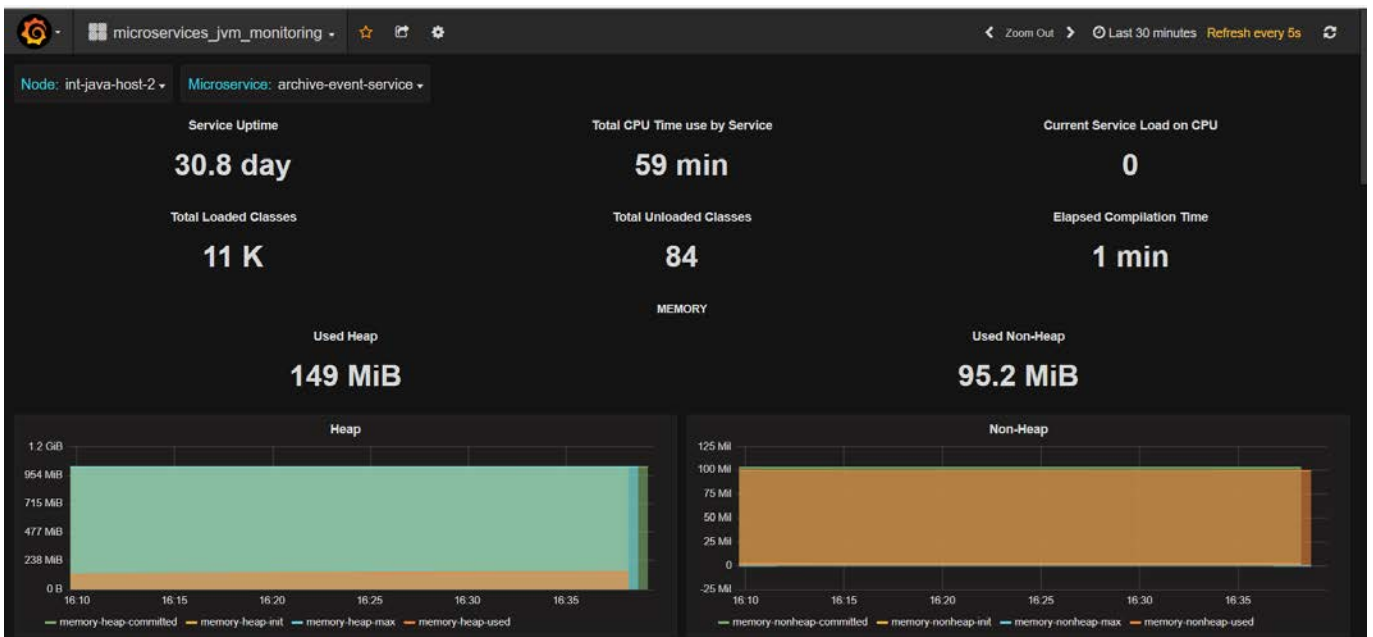 microservices_jvm_monitoring
Zoom Out Last 30 minutes Refresh every 5s
Node: int-java-host-2 Microservice: archive-event-service
Service Uptime Total CPU Time use by Service Current Service Load on CPU
30.8 day 59 min 0
Total Loaded Classes Total Unloaded Classes Elapsed Compilation Time
11 K 84 1 min
MEMORY
Used Heap Used Non-Heap
149 MiB 95.2 MiB
Heap
1.2 GiB
954 MiB
715 MiB
477 MiB
238 MiB
0 B
16:10 16:15 16:20 16:25 16:30 16:35
memory-heap-committed memory-heap-init memory-heap-max memory-heap-used
Non-Heap
125 Mil
100 Mil
75 Mil
50 Mil
25 Mil
0
-25 Mil
16:10 16:15 16:20 16:25 16:30 16:35
memory-nonheap-committed memory-nonheap-init memory-nonheap-max memory-nonheap-used